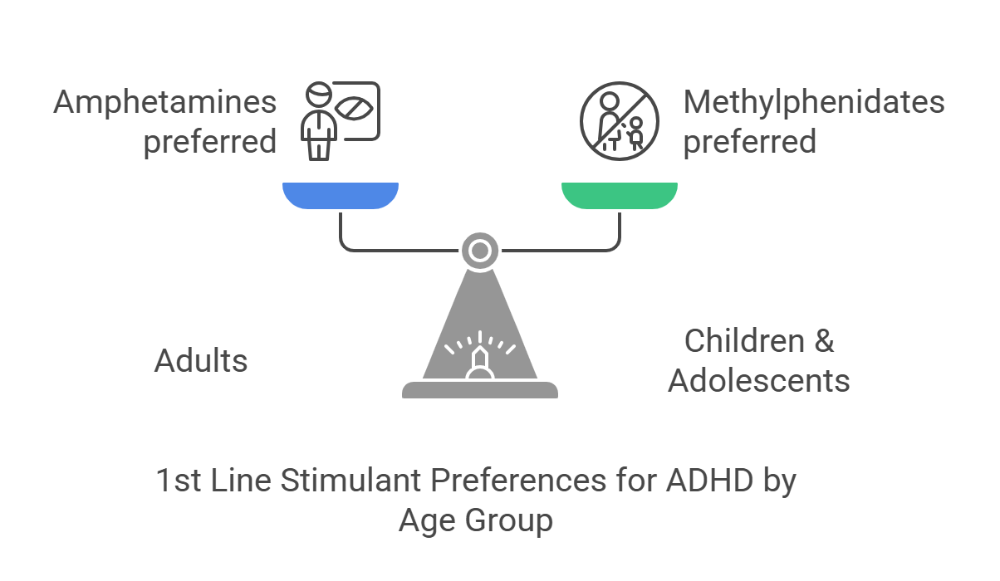 Amphetamines
preferred
Methylphenidates
preferred
Adults
Children &
Adolescents
1st Line Stimulant Preferences for ADHD by
Age Group